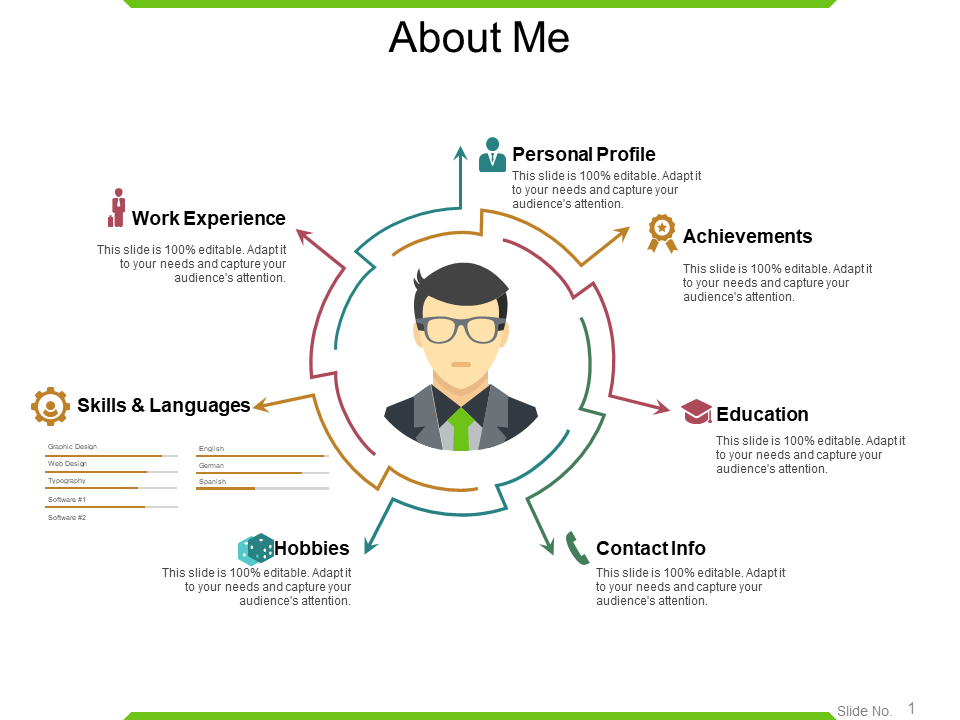 About Me
Personal Profile
This slide is 100% editable. Adapt it
to your needs and capture your
audience's attention.
Work Experience
This slide is 100% editable. Adapt it
to your needs and capture your
audience's attention.
Achievements
This slide is 100% editable. Adapt it
to your needs and capture your
audience's attention.
Skills & Languages
Graphic Design
Web Design
Typography
Software #1
Software #2
English
German
Spanish
Education
This slide is 100% editable. Adapt it
to your needs and capture your
audience's attention.
Hobbies
This slide is 100% editable. Adapt it
to your needs and capture your
audience's attention.
Contact Info
This slide is 100% editable. Adapt it
to your needs and capture your
audience's attention.
Slide No. 1